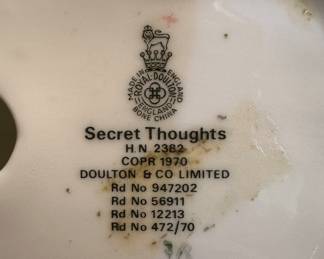 MADE IN ENGLAND
ROYAL DOULTON
ENGLAND
BONE CHINA
Secret Thoughts
H.N 2382
COPR 1970
DOULTON & CO LIMITED
Rd No 947202
Rd No 56911
Rd No 12213
Rd No 472/70